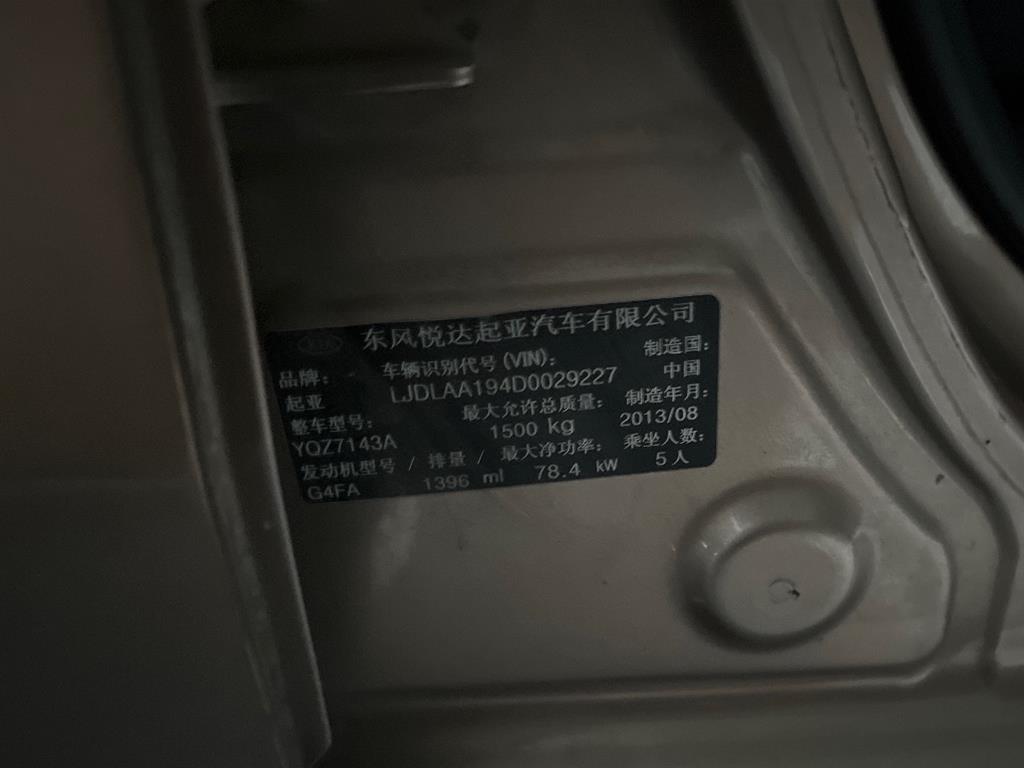 东风悦达起亚汽车有限公司
品牌: 车辆识别代号(VIN): 制造国:
起亚 LJDLAA194D0029227 中国
整车型号: 最大允许总质量: 制造年月:
YQZ7143A 1500 kg 2013/08
发动机型号 / 排量 / 最大净功率: 乘坐人数:
G4FA 1396 ml 78.4 kW 5人